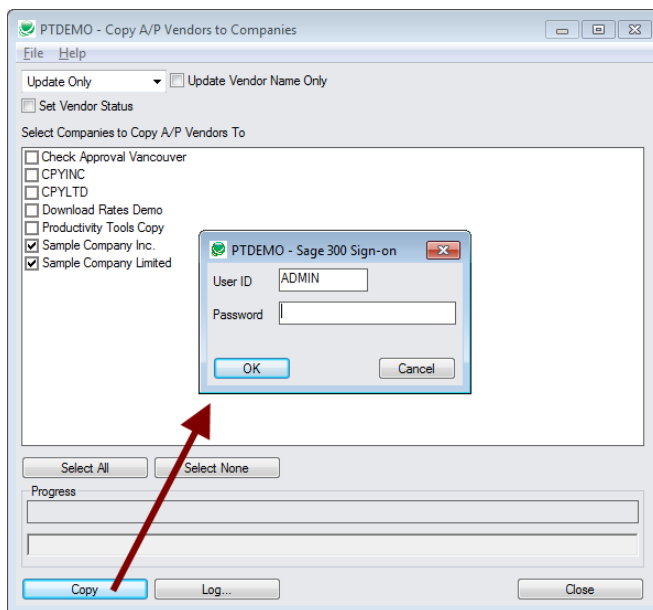 PTDEMO - Copy A/P Vendors to Companies
File Help
Update Only Update Vendor Name Only
Set Vendor Status
Select Companies to Copy A/P Vendors To
Check Approval Vancouver
CPYINC
CPYLTD
Download Rates Demo
Productivity Tools Copy
Sample Company Inc.
Sample Company Limited
PTDEMO - Sage 300 Sign-on
User ID ADMIN
Password
OK Cancel
Select All Select None
Progress
Copy Log... Close